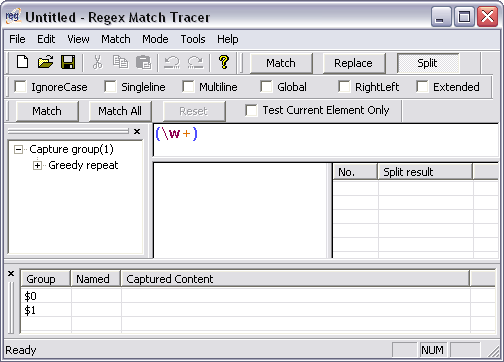 Untitled - Regex Match Tracer
File Edit View Match Mode Tools Help
Match Replace Split
IgnoreCase Singleline Multiline Global RightLeft Extended
Match Match All Reset Test Current Element Only
(\w+)
Capture group(1)
Greedy repeat
No. Split result
Group Named Captured Content
$0
$1
Ready NUM